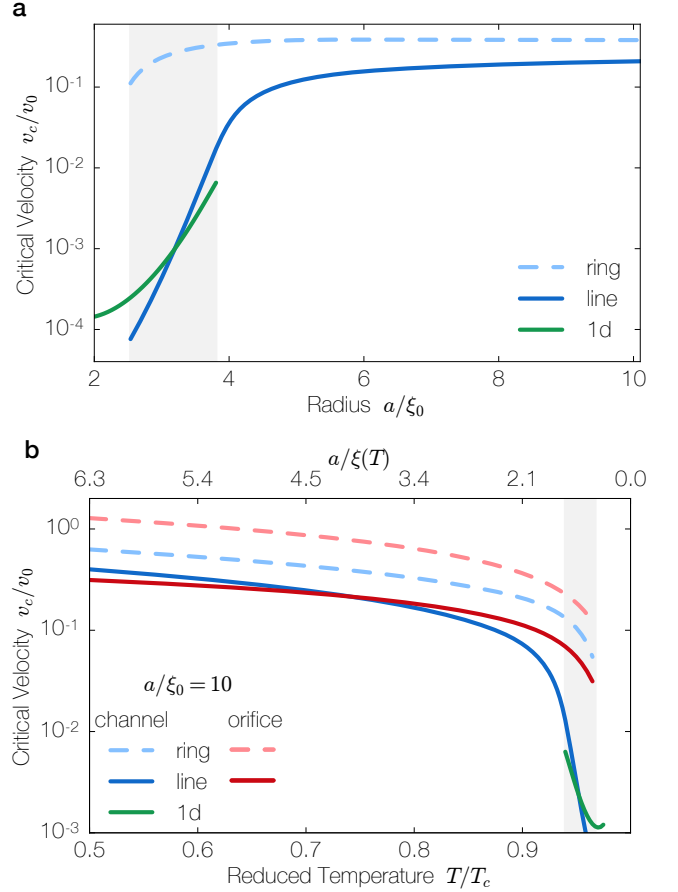 a
Critical Velocity v_c/v_0
10^-1
10^-2
10^-3
10^-4
ring
line
1d
2 4 6 8 10
Radius a/ξ_0
b
a/ξ(T)
6.3 5.4 4.5 3.4 2.1 0.0
Critical Velocity v_c/v_0
10^0
10^-1
10^-2
10^-3
a/ξ_0 = 10
channel orifice
ring
line
1d
0.5 0.6 0.7 0.8 0.9 1.0
Reduced Temperature T/T_c